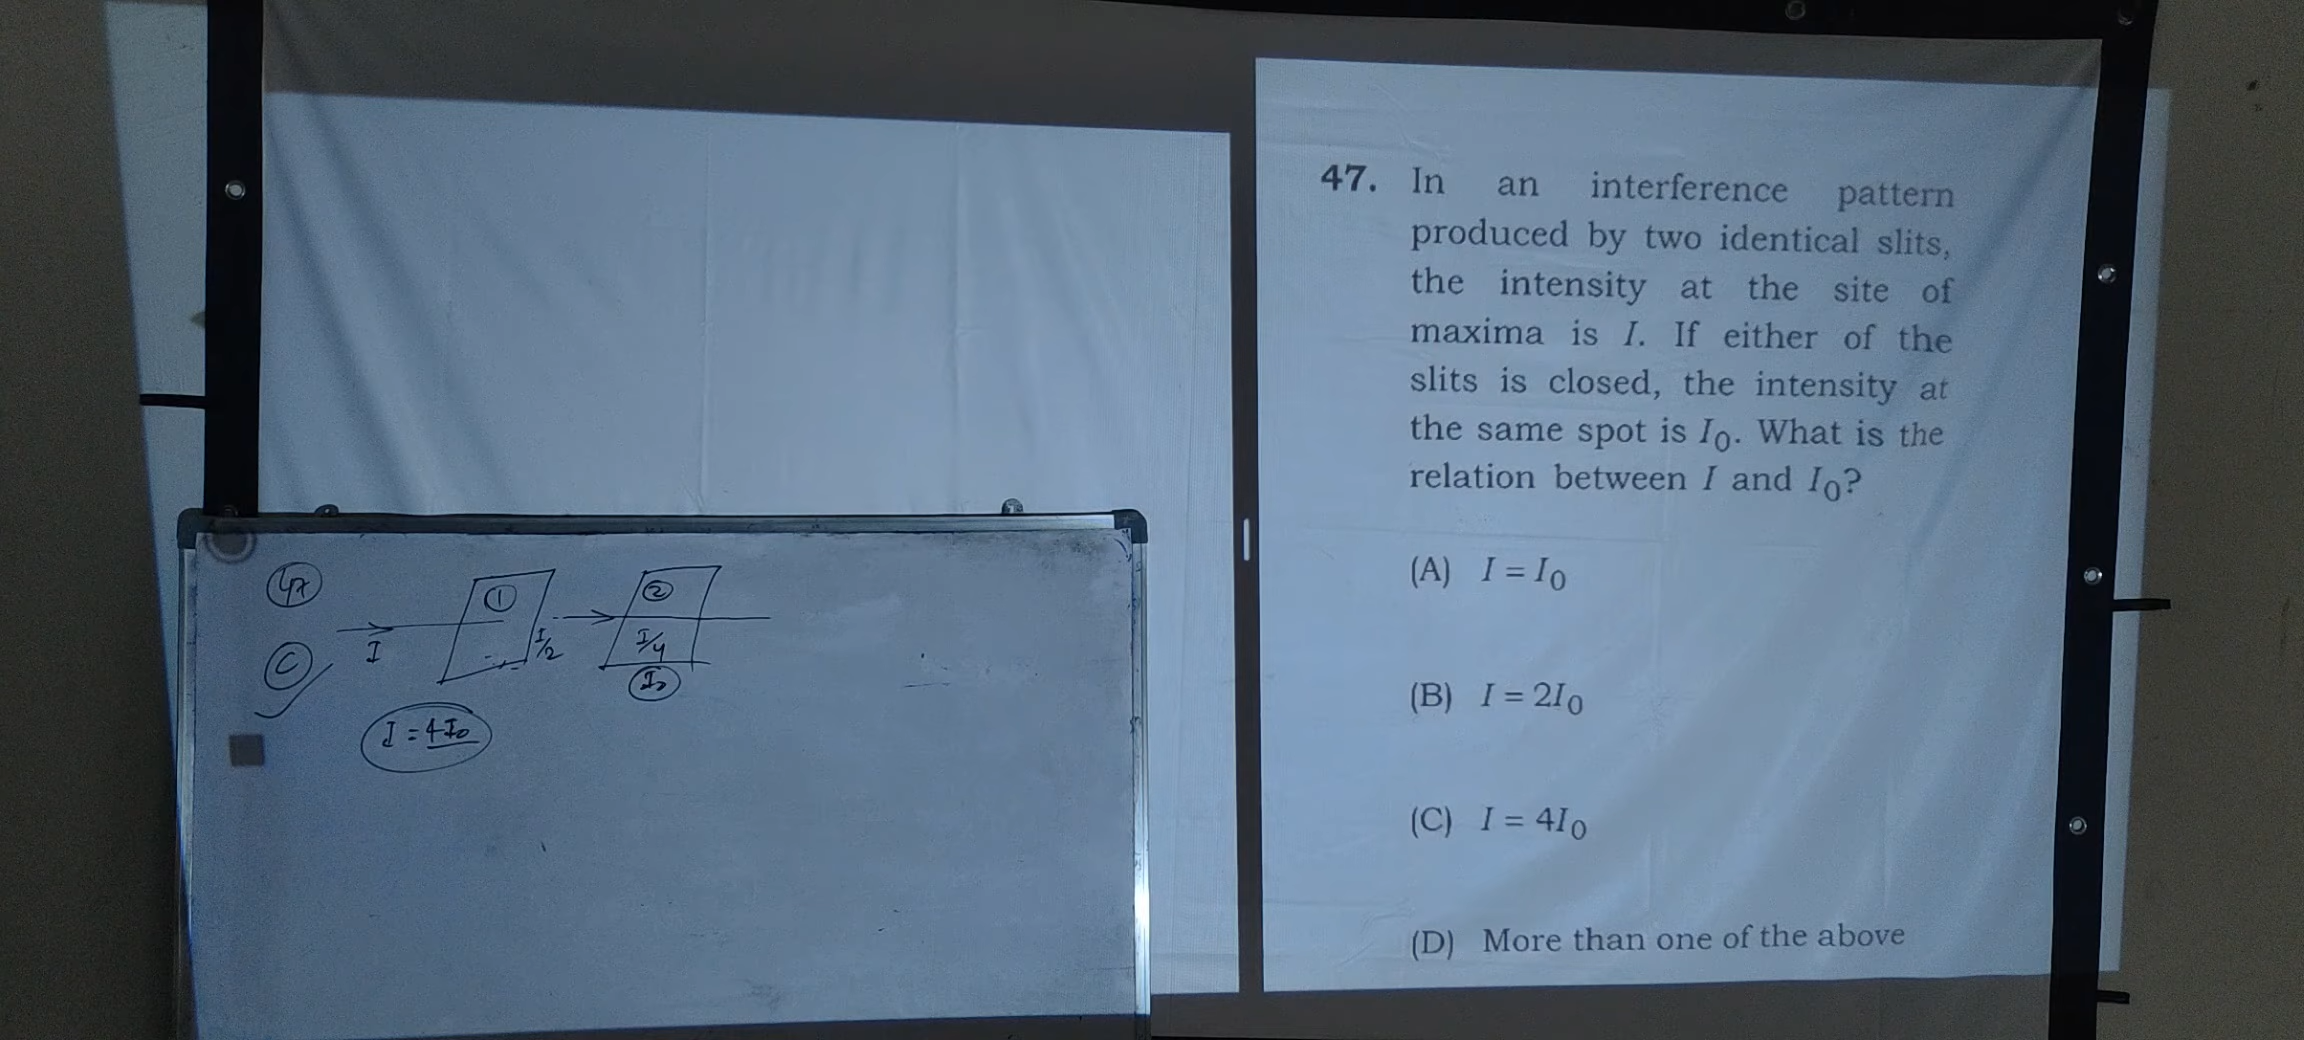 47. In an interference pattern
produced by two identical slits,
the intensity at the site of
maxima is I. If either of the
slits is closed, the intensity at
the same spot is I₀. What is the
relation between I and I₀?
(A) I = I₀
(B) I = 2I₀
(C) I = 4I₀
(D) More than one of the above
47
C
I
1
I/2
2
I/4
I₀
I = 4I₀